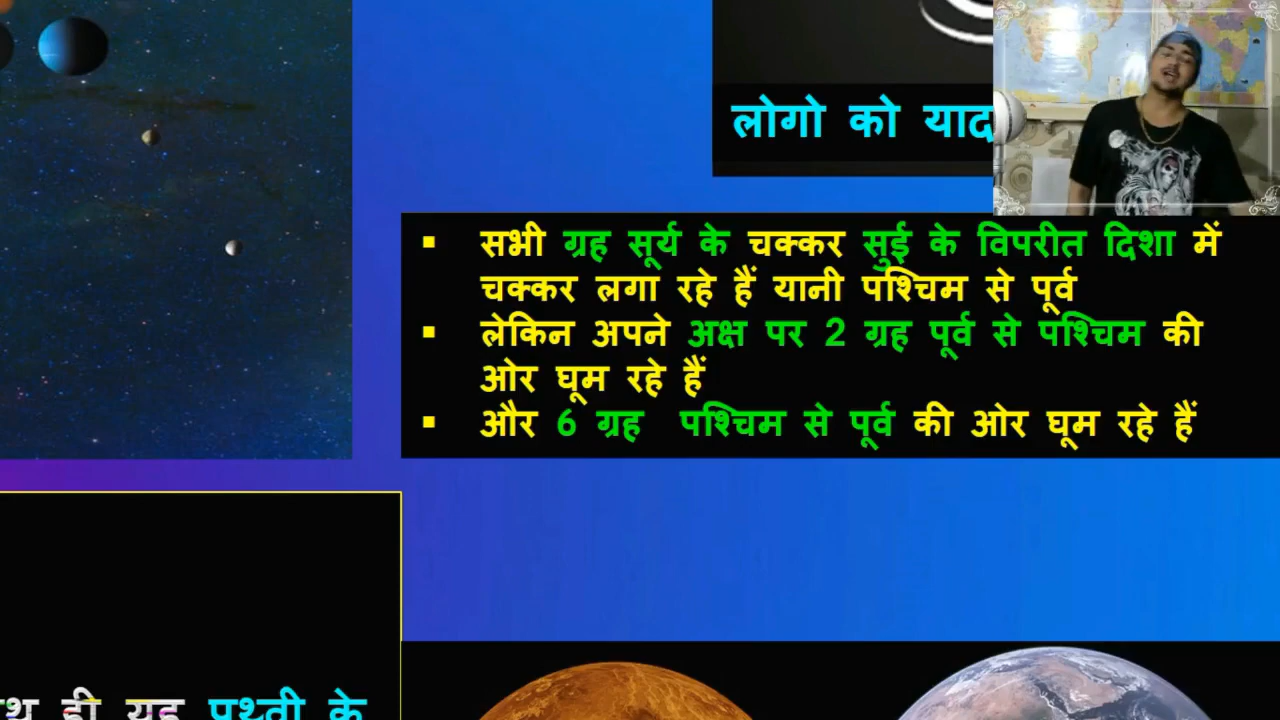 लोगो को याद
▪ सभी ग्रह सूर्य के चक्कर सुई के विपरीत दिशा में
चक्कर लगा रहे हैं यानी पश्चिम से पूर्व
▪ लेकिन अपने अक्ष पर 2 ग्रह पूर्व से पश्चिम की
ओर घूम रहे हैं
▪ और 6 ग्रह पश्चिम से पूर्व की ओर घूम रहे हैं
ही यह पृथ्वी के